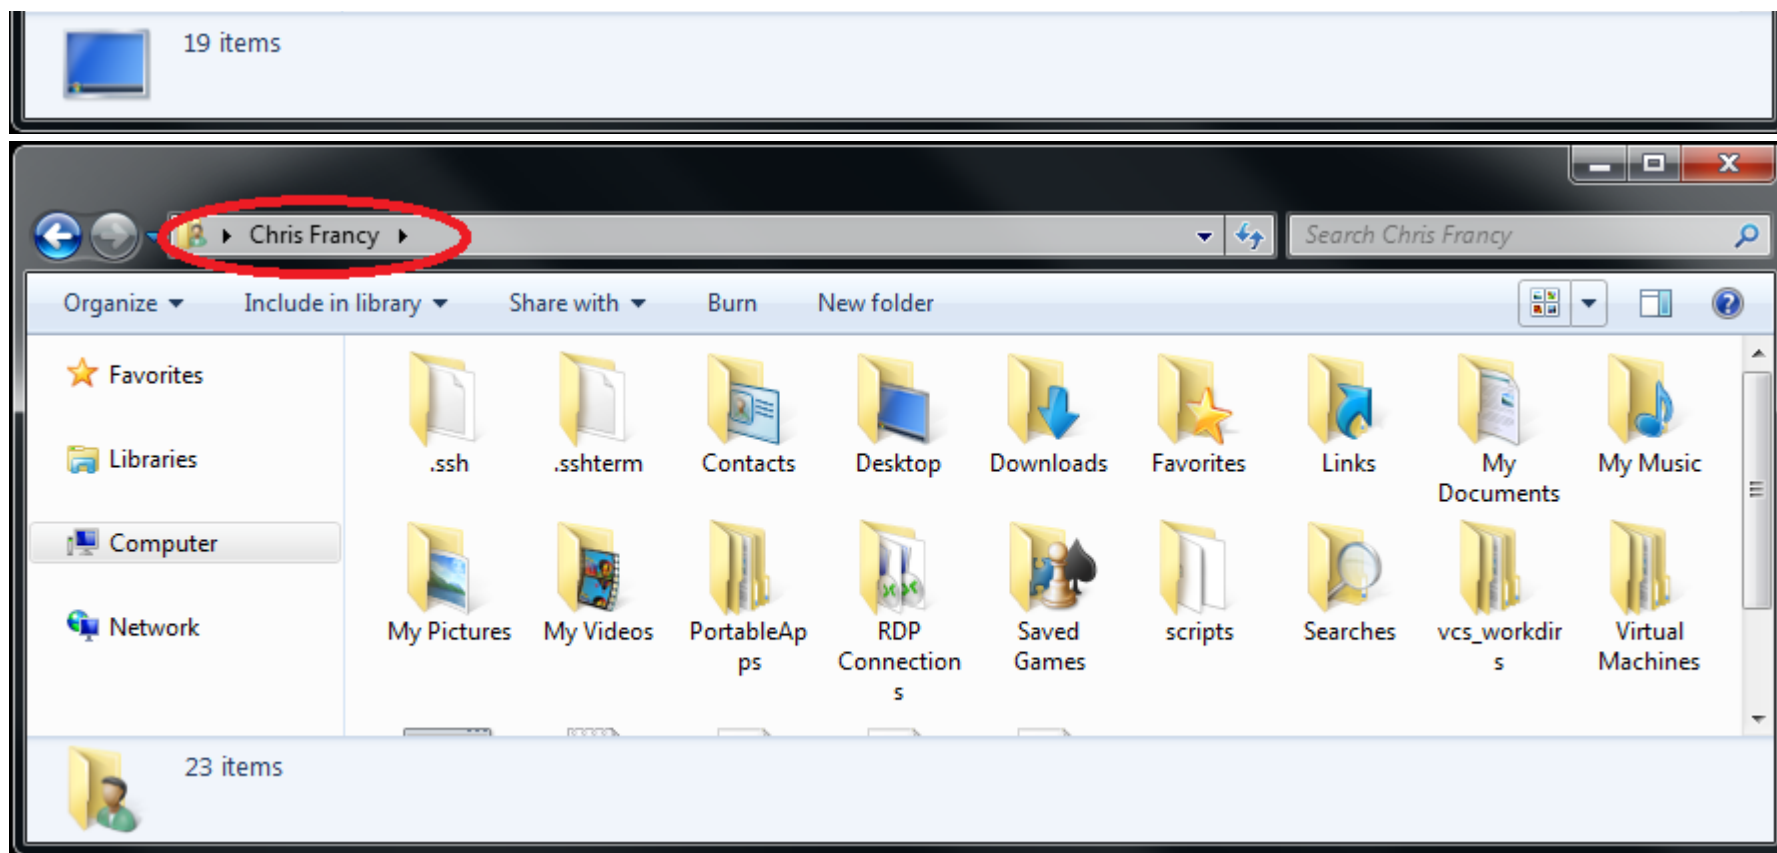 19 items
Chris Francy
Search Chris Francy
Organize Include in library Share with Burn New folder
Favorites
Libraries
Computer
Network
.ssh .sshterm Contacts Desktop Downloads Favorites Links My Documents My Music
My Pictures My Videos PortableAp
ps RDP
Connection
s Saved
Games scripts Searches vcs_workdir
s Virtual
Machines
23 items